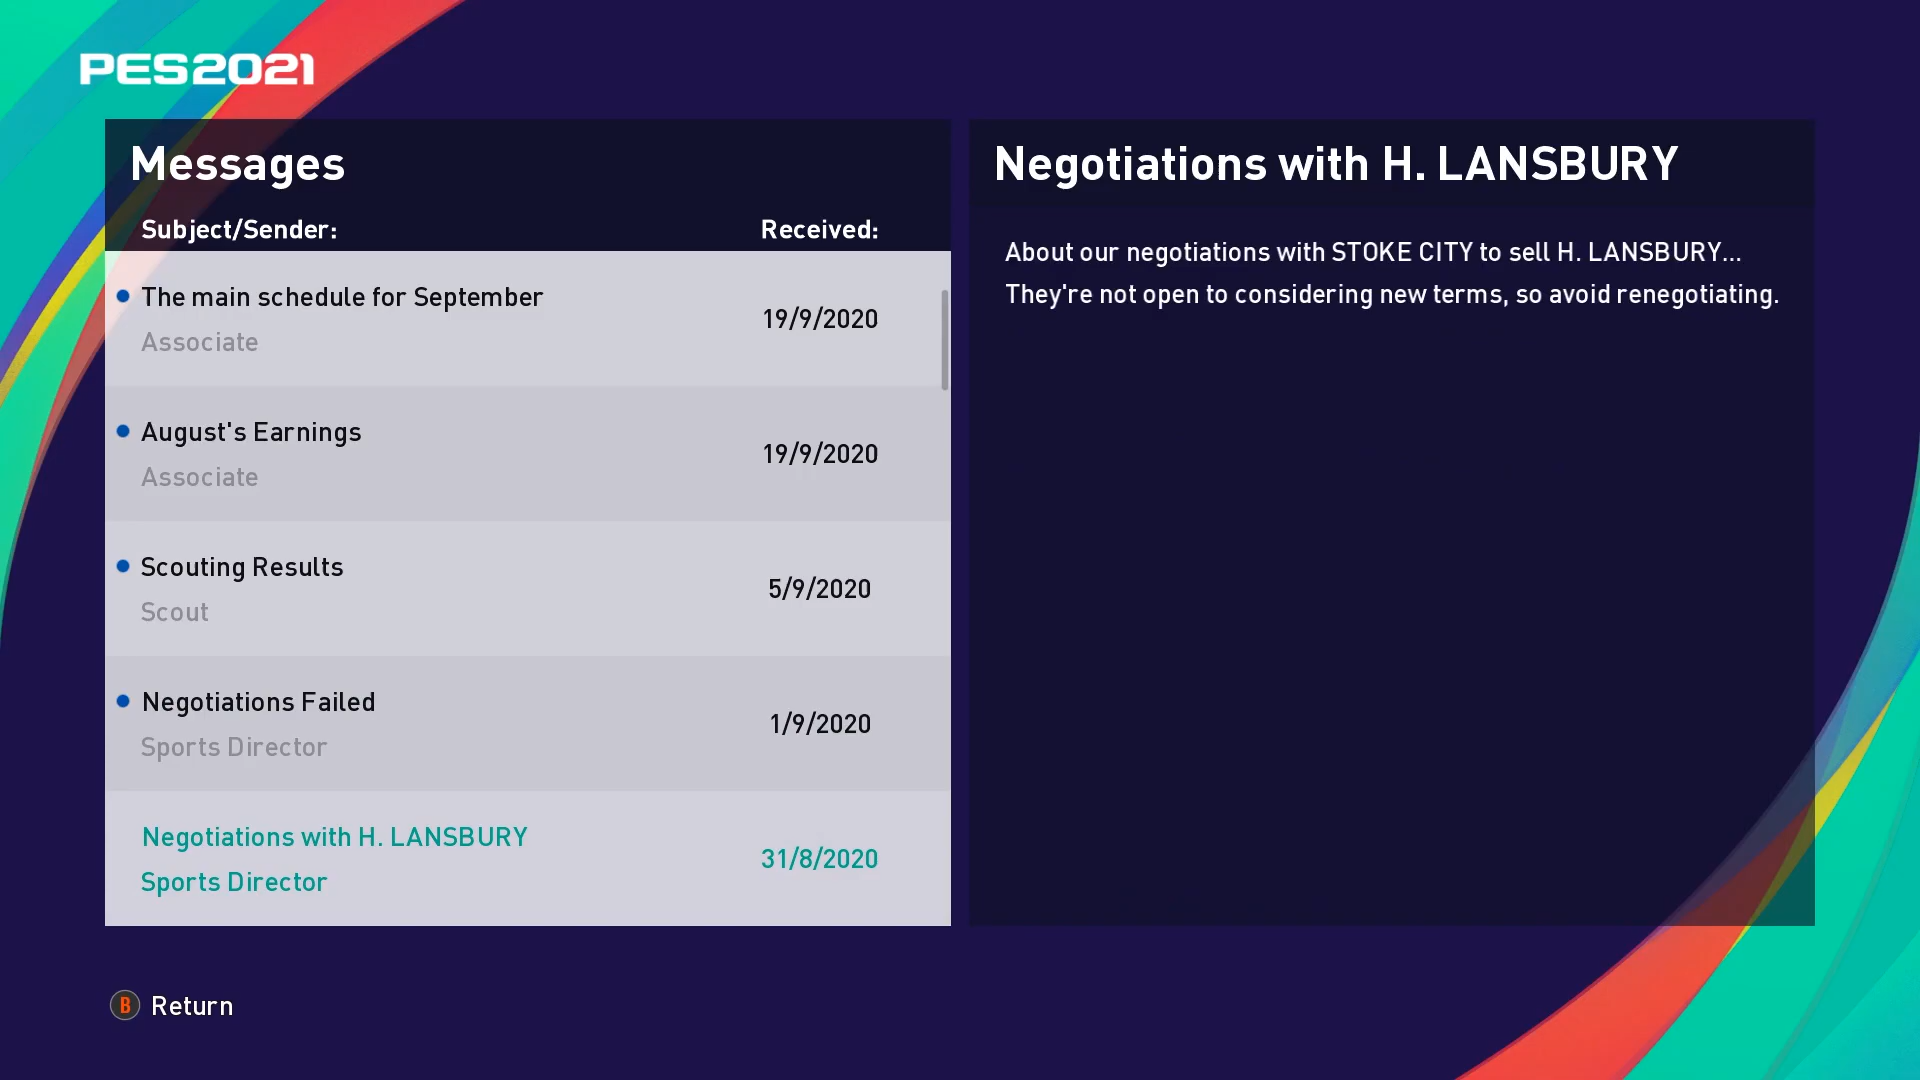 PES2021
Messages
Subject/Sender:
Received:
The main schedule for September
Associate
19/9/2020
August's Earnings
Associate
19/9/2020
Scouting Results
Scout
5/9/2020
Negotiations Failed
Sports Director
1/9/2020
Negotiations with H. LANSBURY
Sports Director
31/8/2020
Negotiations with H. LANSBURY
About our negotiations with STOKE CITY to sell H. LANSBURY...
They're not open to considering new terms, so avoid renegotiating.
B Return